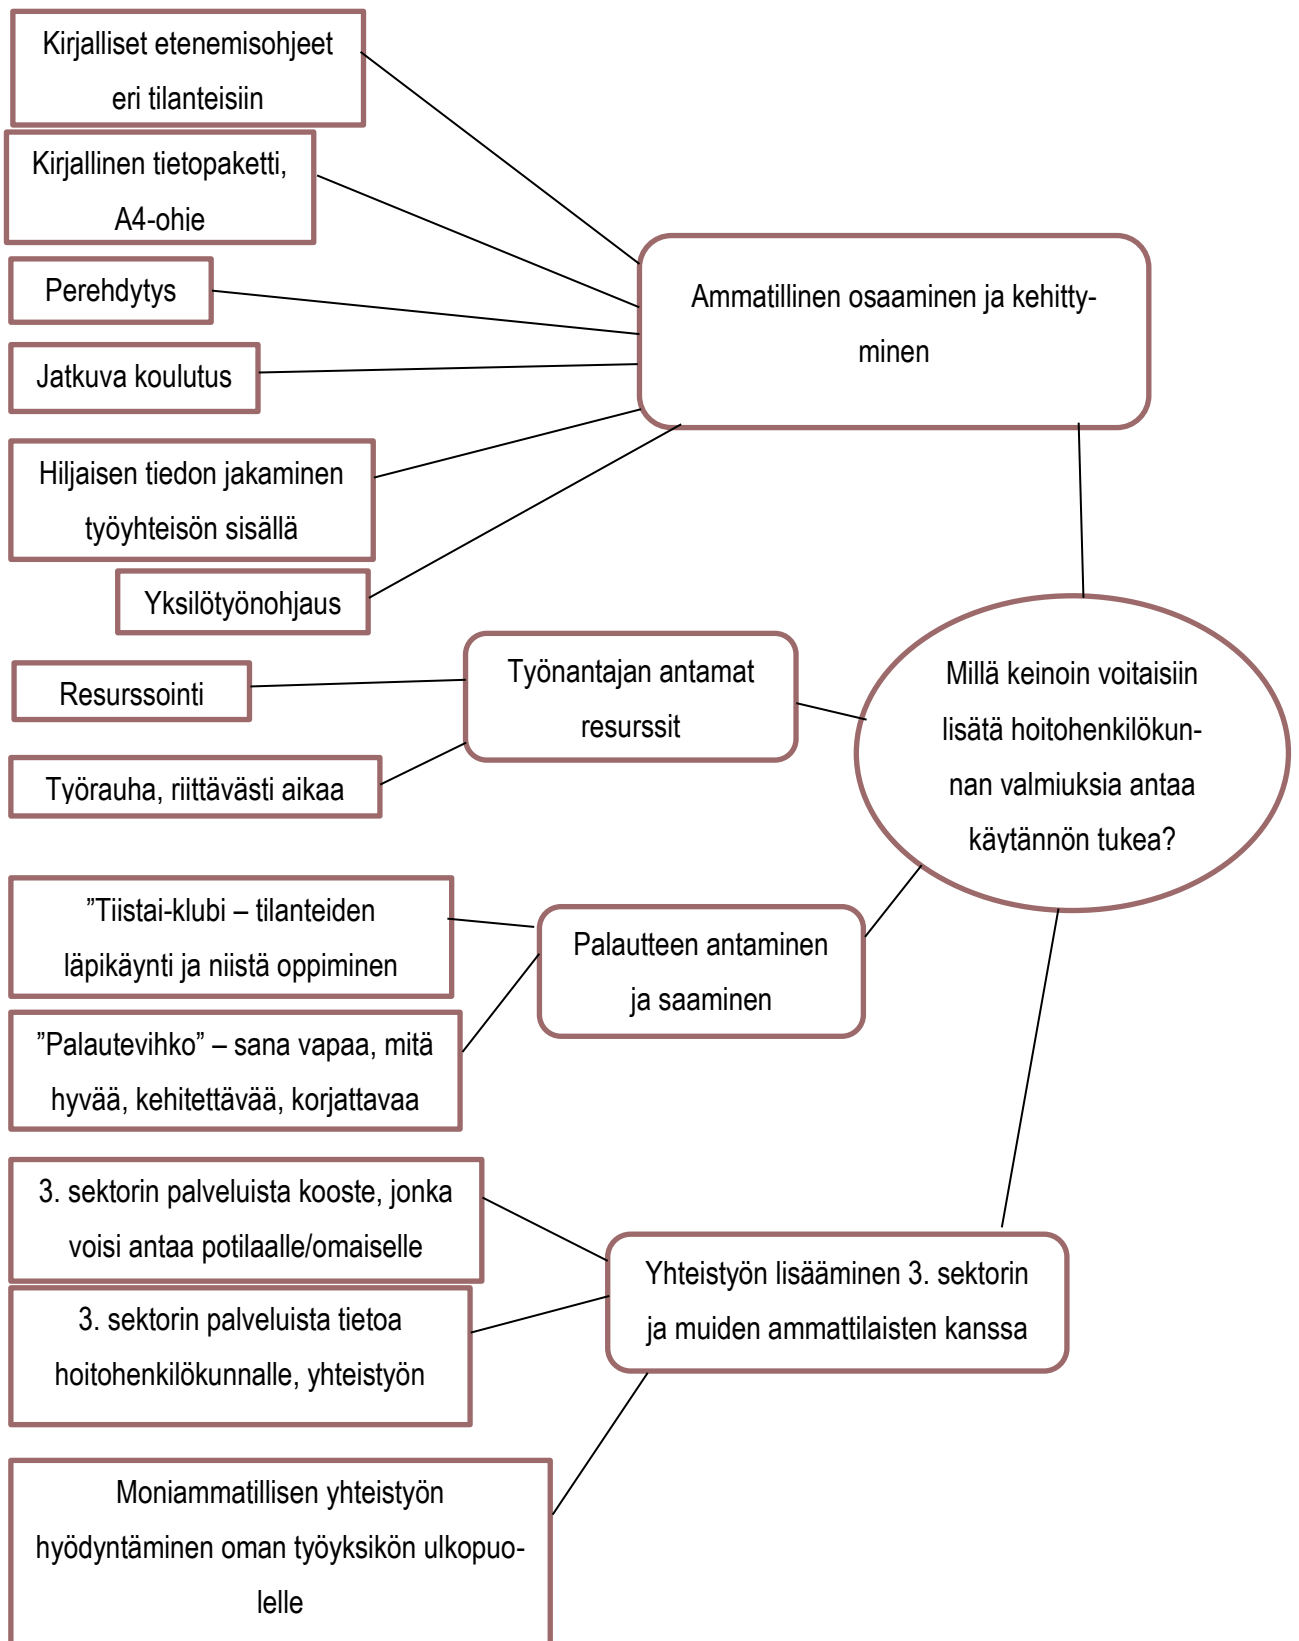 Kirjalliset etenemisohjeet
eri tilanteisiin
Kirjallinen tietopaketti,
A4-ohje
Perehdytys
Jatkuva koulutus
Hiljaisen tiedon jakaminen
työyhteisön sisällä
Yksilötyönohjaus
Resurssointi
Työrauha, riittävästi aikaa
”Tiistai-klubi – tilanteiden
läpikäynti ja niistä oppiminen
”Palautevihko” – sana vapaa, mitä
hyvää, kehitettävää, korjattavaa
3. sektorin palveluista kooste, jonka
voisi antaa potilaalle/omaiselle
3. sektorin palveluista tietoa
hoitohenkilökunnalle, yhteistyön
Moniammatillisen yhteistyön
hyödyntäminen oman työyksikön ulkopuo-
lelle
Ammatillinen osaaminen ja kehitty-
minen
Työnantajan antamat
resurssit
Palautteen antaminen
ja saaminen
Yhteistyön lisääminen 3. sektorin
ja muiden ammattilaisten kanssa
Millä keinoin voitaisiin
lisätä hoitohenkilökun-
nan valmiuksia antaa
käytännön tukea?